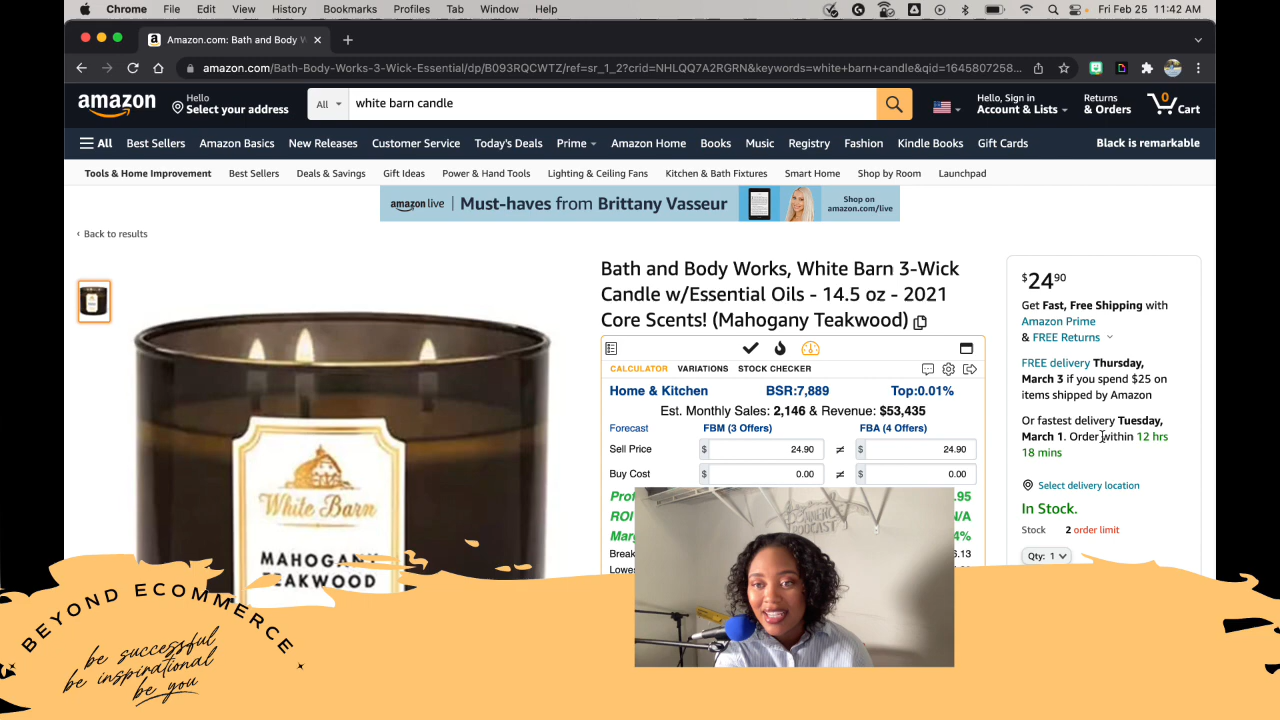 Chrome File Edit View History Bookmarks Profiles Tab Window Help Fri Feb 25 11:42 AM
Amazon.com: Bath and Body W
amazon.com/Bath-Body-Works-3-Wick-Essential/dp/B093RQCWTZ/ref=sr_1_2?crid=NHLQQ7A2RGRN&keywords=white+barn+candle&qid=1645807258...
amazon
Hello
Select your address
All
white barn candle
Hello, Sign in
Account & Lists
Returns
& Orders
0
Cart
All Best Sellers Amazon Basics New Releases Customer Service Today's Deals Prime Amazon Home Books Music Registry Fashion Kindle Books Gift Cards Black is remarkable
Tools & Home Improvement Best Sellers Deals & Savings Gift Ideas Power & Hand Tools Lighting & Ceiling Fans Kitchen & Bath Fixtures Smart Home Shop by Room Launchpad
amazon live | Must-haves from Brittany Vasseur
Shop on
amazon.com/live
‹ Back to results
White Barn
MAHOGANY
TEAKWOOD
Bath and Body Works, White Barn 3-Wick
Candle w/Essential Oils - 14.5 oz - 2021
Core Scents! (Mahogany Teakwood)
CALCULATOR VARIATIONS STOCK CHECKER
Home & Kitchen BSR:7,889 Top:0.01%
Est. Monthly Sales: 2,146 & Revenue: $53,435
Forecast FBM (3 Offers) FBA (4 Offers)
Sell Price $ 24.90 ≠ $ 24.90
Buy Cost $ 0.00 ≠ $ 0.00
.95
ROI N/A
4%
Break 6.13
Lowe
COMMERCE
PODCAST
$24.90
Get Fast, Free Shipping with
Amazon Prime
& FREE Returns
FREE delivery Thursday,
March 3 if you spend $25 on
items shipped by Amazon
Or fastest delivery Tuesday,
March 1. Order within 12 hrs
18 mins
Select delivery location
In Stock.
Stock 2 order limit
Qty: 1
BEYOND ECOMMERCE
be successful
be inspirational
be you